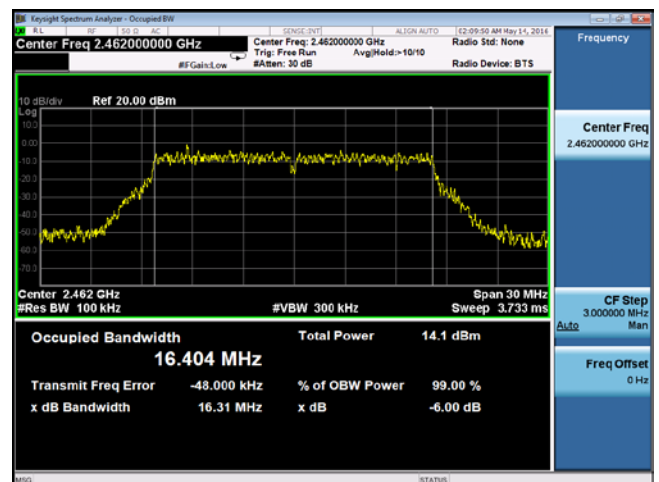 Keysight Spectrum Analyzer - Occupied BW
RL RF 50 Ω AC SENSE:INT ALIGN AUTO 02:09:50 AM May 14, 2016
Center Freq 2.462000000 GHz Center Freq: 2.462000000 GHz Radio Std: None Frequency
Trig: Free Run Avg|Hold:>10/10
#IFGain:Low #Atten: 30 dB Radio Device: BTS
10 dB/div Ref 20.00 dBm
Log
10.0
0.00
-10.0
-20.0
-30.0
-40.0
-50.0
-60.0
-70.0
Center Freq
2.462000000 GHz
Center 2.462 GHz Span 30 MHz
#Res BW 100 kHz #VBW 300 kHz Sweep 3.733 ms
CF Step
3.000000 MHz
Auto Man
Occupied Bandwidth Total Power 14.1 dBm
16.404 MHz
Transmit Freq Error -48.000 kHz % of OBW Power 99.00 %
x dB Bandwidth 16.31 MHz x dB -6.00 dB
Freq Offset
0 Hz
MSG STATUS